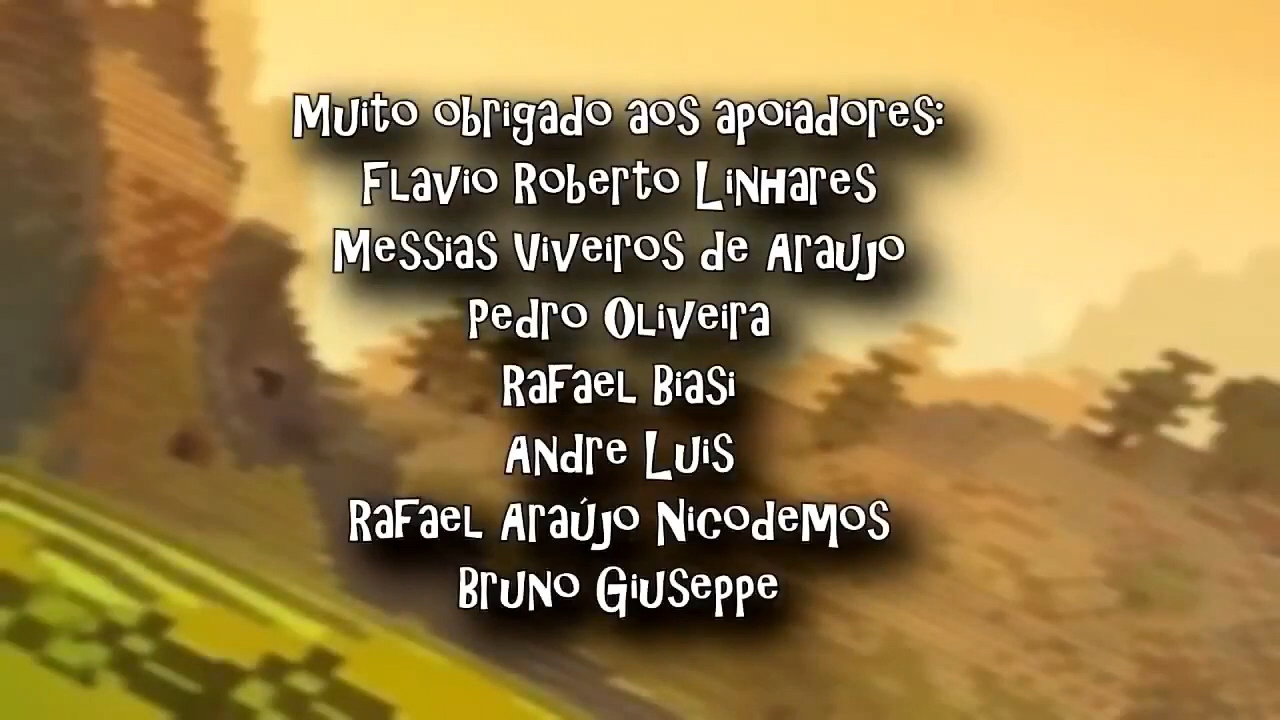 Muito obrigado aos apoiadores:
Flavio Roberto Linhares
Messias Viveiros de Araujo
Pedro Oliveira
Rafael Biasi
Andre Luis
Rafael Araújo Nicodemos
Bruno Giuseppe